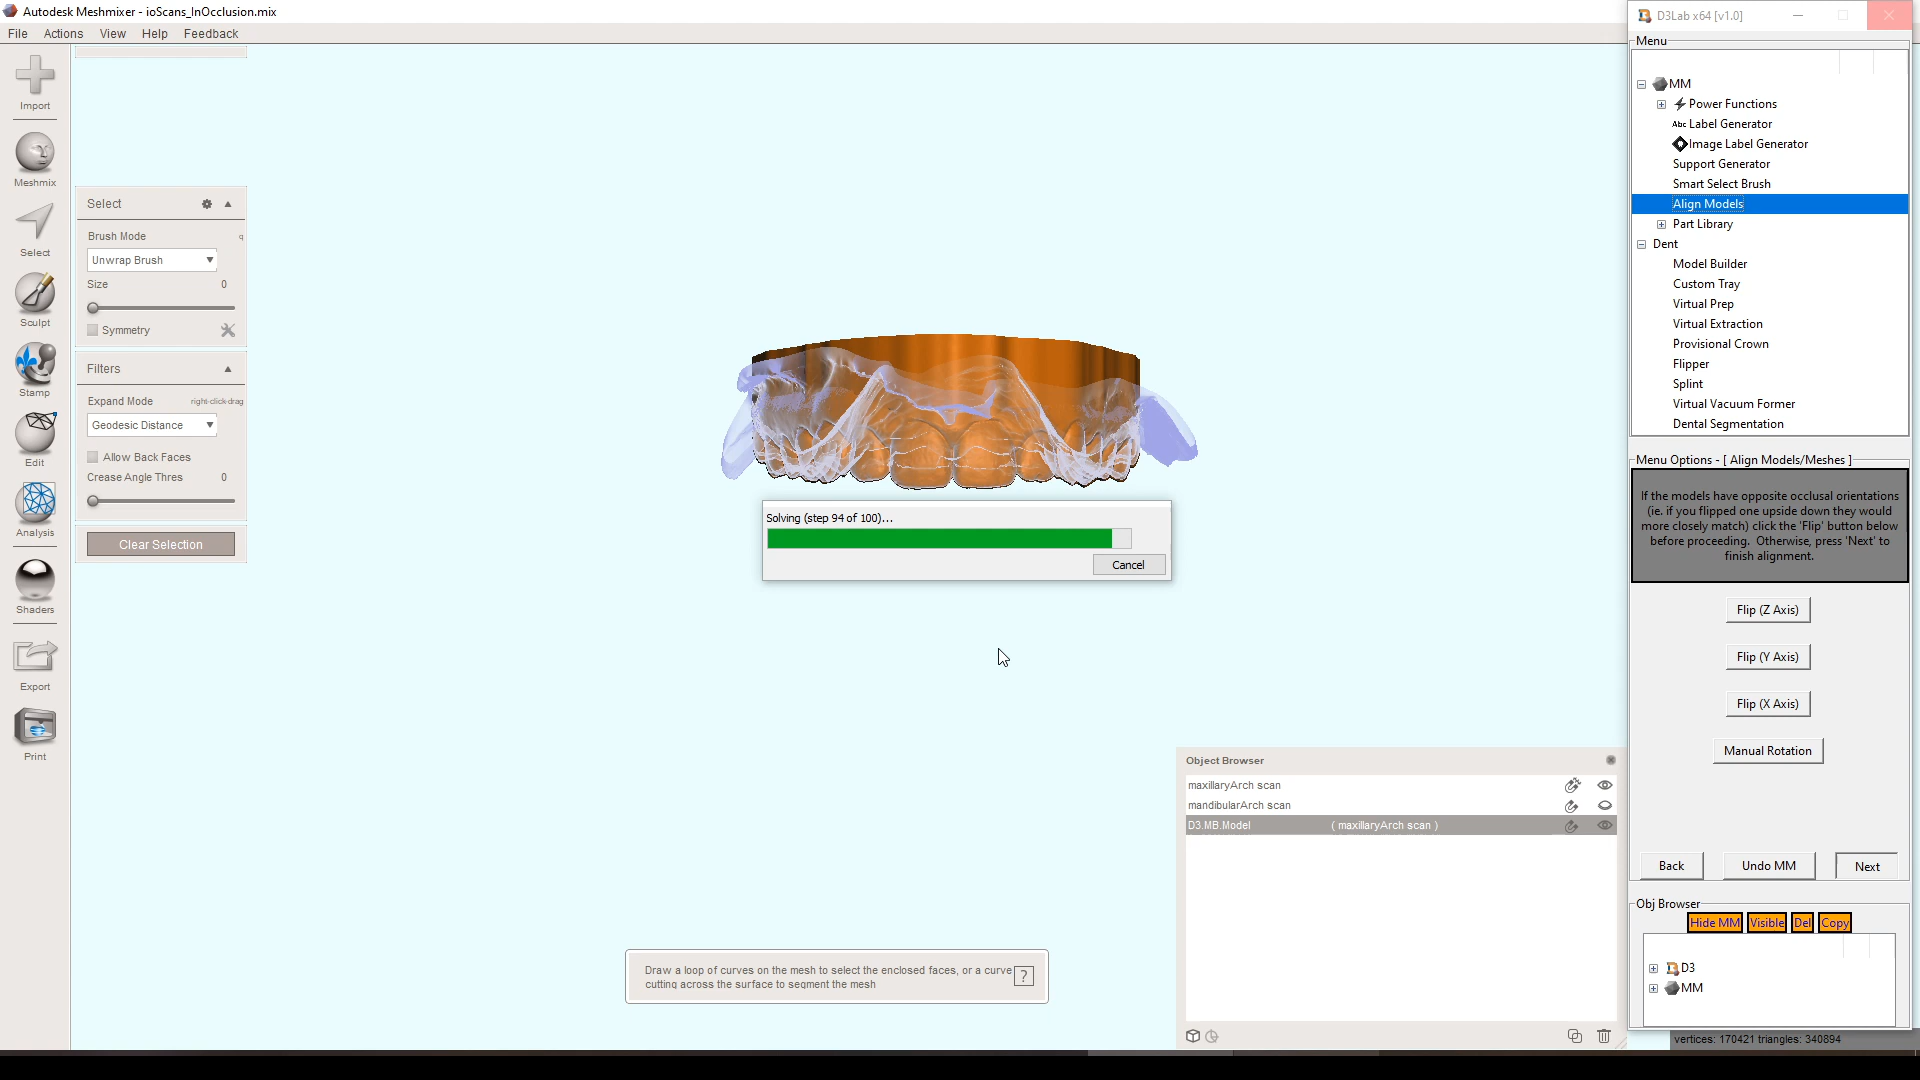 Autodesk Meshmixer - ioScans_InOcclusion.mix
File Actions View Help Feedback
Import
Meshmix
Select
Sculpt
Stamp
Edit
Analysis
Shaders
Export
Print
Select
Brush Mode q
Unwrap Brush
Size 0
Symmetry
Filters
Expand Mode right-click-drag
Geodesic Distance
Allow Back Faces
Crease Angle Thres 0
Clear Selection
Solving (step 94 of 100)...
Cancel
Draw a loop of curves on the mesh to select the enclosed faces, or a curve
cutting across the surface to segment the mesh
?
Object Browser
maxillaryArch scan
mandibularArch scan
D3.MB.Model ( maxillaryArch scan )
D3Lab x64 [v1.0]
Menu
MM
Power Functions
Abc Label Generator
Image Label Generator
Support Generator
Smart Select Brush
Align Models
Part Library
Dent
Model Builder
Custom Tray
Virtual Prep
Virtual Extraction
Provisional Crown
Flipper
Splint
Virtual Vacuum Former
Dental Segmentation
Menu Options - [ Align Models/Meshes ]
If the models have opposite occlusal orientations
(ie. if you flipped one upside down they would
more closely match) click the 'Flip' button below
before proceeding. Otherwise, press 'Next' to
finish alignment.
Flip (Z Axis)
Flip (Y Axis)
Flip (X Axis)
Manual Rotation
Back Undo MM Next
Obj Browser
Hide MM Visible Del Copy
D3
MM
vertices: 170421 triangles: 340894